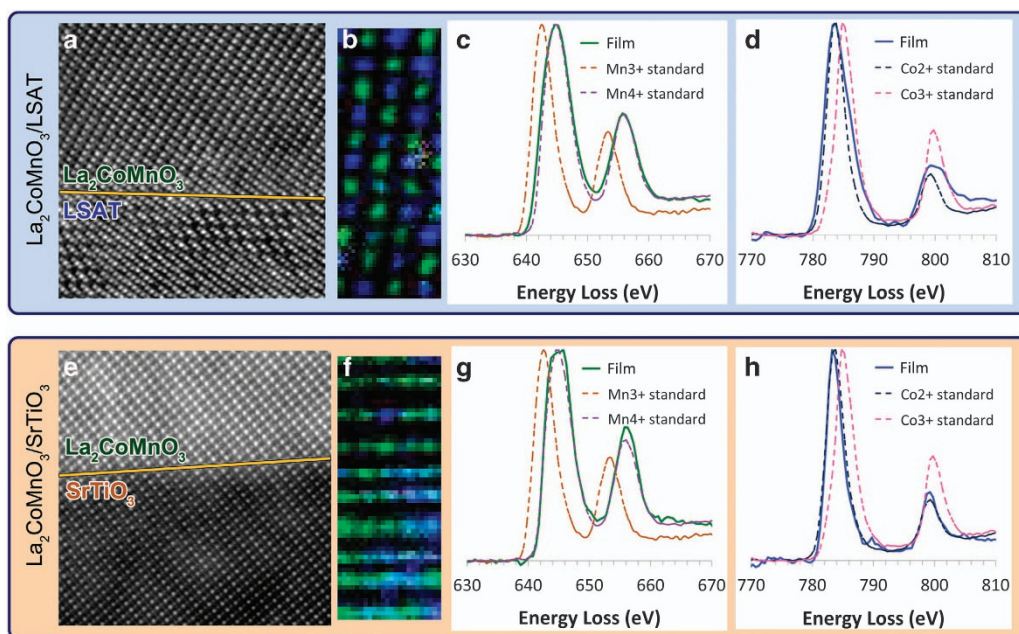 La₂CoMnO₃/LSAT
a
La₂CoMnO₃
LSAT
b
c
Film
Mn3+ standard
Mn4+ standard
630 640 650 660 670
Energy Loss (eV)
d
Film
Co2+ standard
Co3+ standard
770 780 790 800 810
Energy Loss (eV)
La₂CoMnO₃/SrTiO₃
e
La₂CoMnO₃
SrTiO₃
f
g
Film
Mn3+ standard
Mn4+ standard
630 640 650 660 670
Energy Loss (eV)
h
Film
Co2+ standard
Co3+ standard
770 780 790 800 810
Energy Loss (eV)